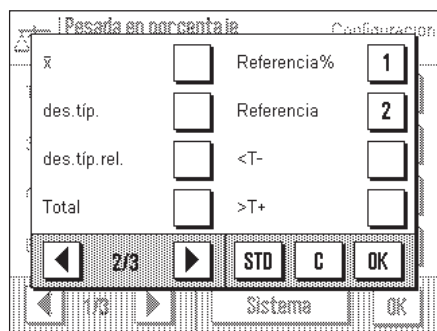 Pesada en porcentaje Configuracion
x̄ Referencia% 1
des.típ. Referencia 2
des.típ.rel. <T-
Total >T+
2/3 STD C OK
1/3 Sistema OK